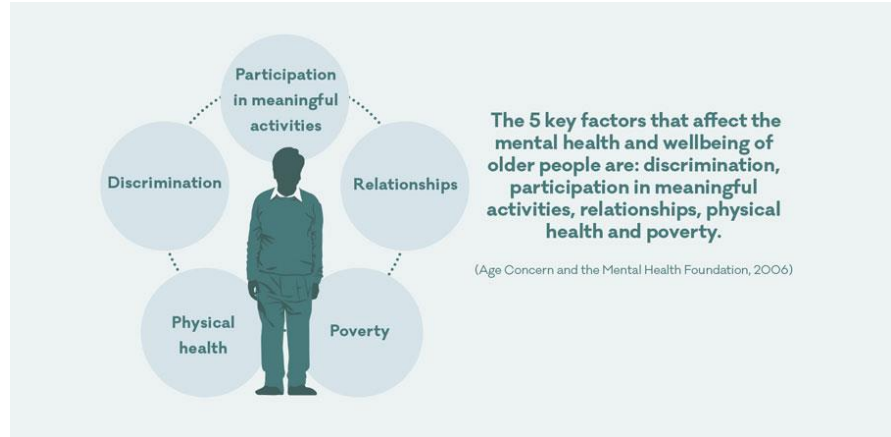 Participation
in meaningful
activities
Discrimination
Relationships
Physical
health
Poverty
The 5 key factors that affect the
mental health and wellbeing of
older people are: discrimination,
participation in meaningful
activities, relationships, physical
health and poverty.
(Age Concern and the Mental Health Foundation, 2006)